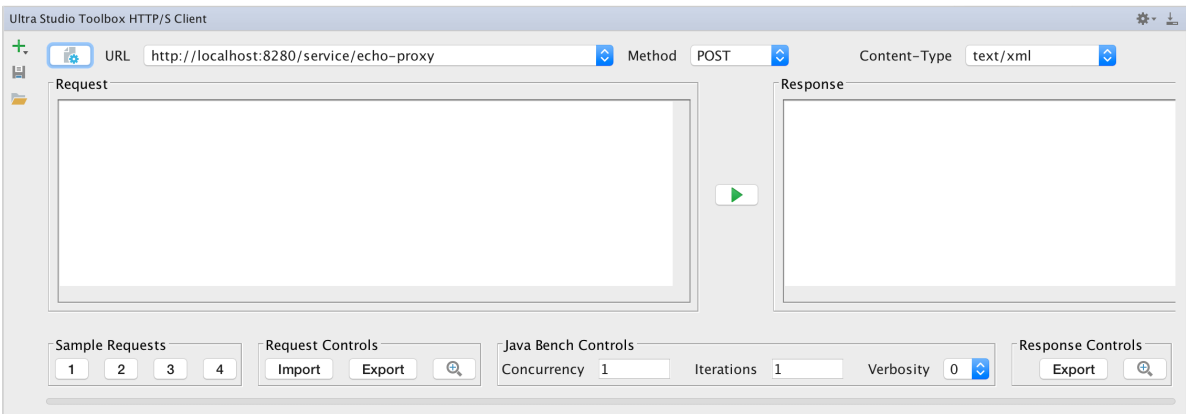 Ultra Studio Toolbox HTTP/S Client
URL http://localhost:8280/service/echo-proxy Method POST Content-Type text/xml
Request Response
Sample Requests Request Controls Java Bench Controls Response Controls
1 2 3 4 Import Export Concurrency 1 Iterations 1 Verbosity 0 Export